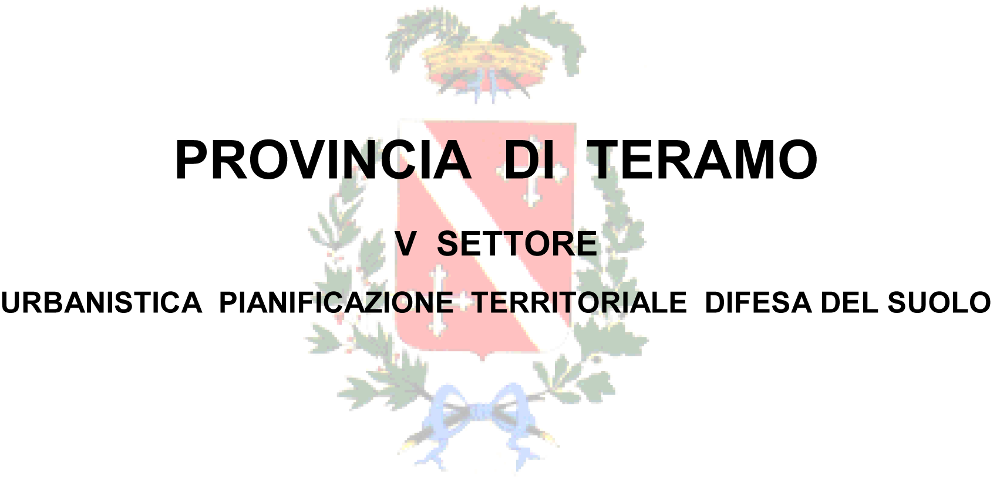 PROVINCIA DI TERAMO
V SETTORE
URBANISTICA PIANIFICAZIONE TERRITORIALE DIFESA DEL SUOLO